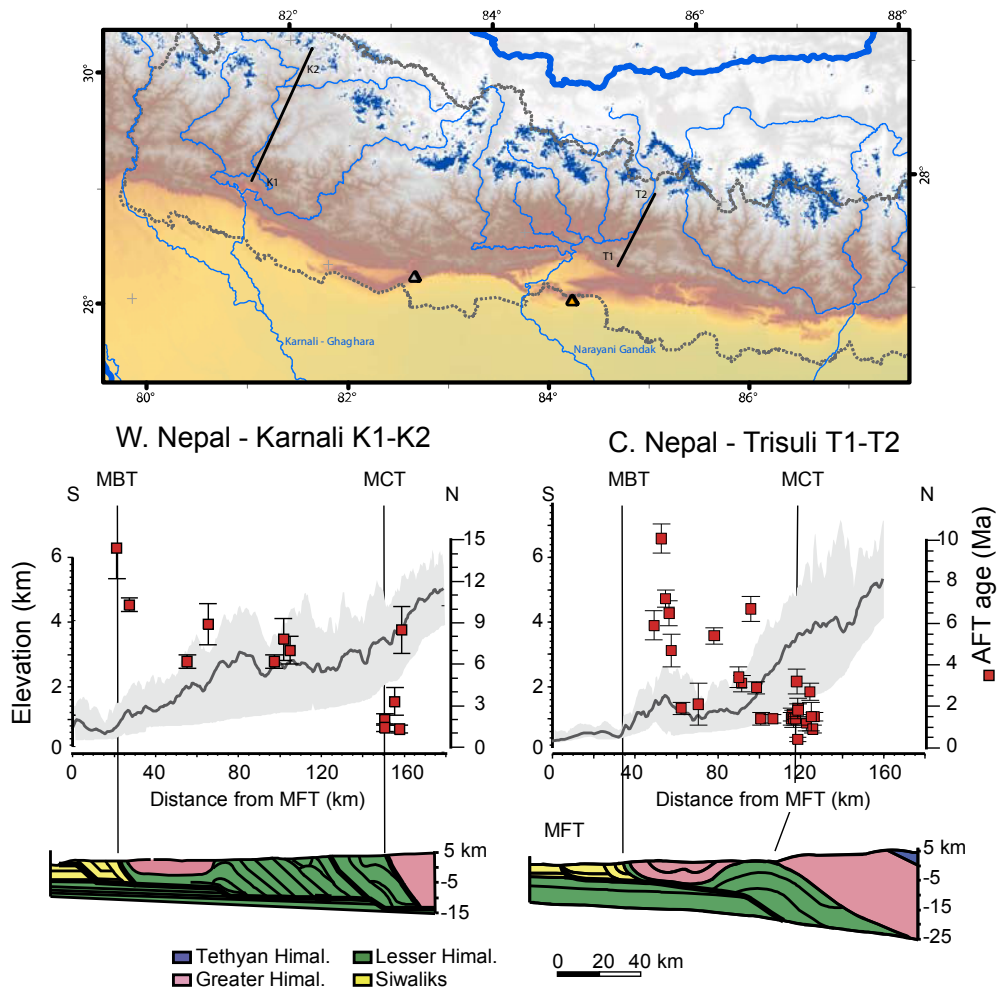 82° 84° 86° 88°
30°
K2
K1
T2
T1
28°
28°
Karnali - Ghaghara
Narayani Gandak
80° 82° 84° 86°
W. Nepal - Karnali K1-K2
C. Nepal - Trisuli T1-T2
MBT MCT
S N
MBT MCT
S N
Elevation (km)
6
4
2
0
15
12
9
6
3
0
0 40 80 120 160
Distance from MFT (km)
6
4
2
0
10
8
6
4
2
0
AFT age (Ma)
0 40 80 120 160
Distance from MFT (km)
MFT
5 km
-5
-15
5 km
-5
-15
-25
Tethyan Himal. Lesser Himal.
Greater Himal. Siwaliks
0 20 40 km